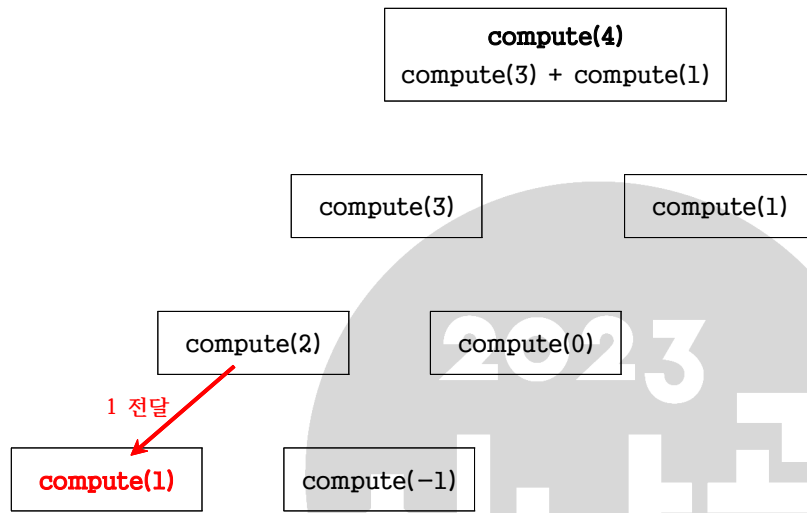 compute(4)
compute(3) + compute(1)
compute(3)
compute(1)
compute(2)
compute(0)
2023
1 전달
compute(1)
compute(-1)